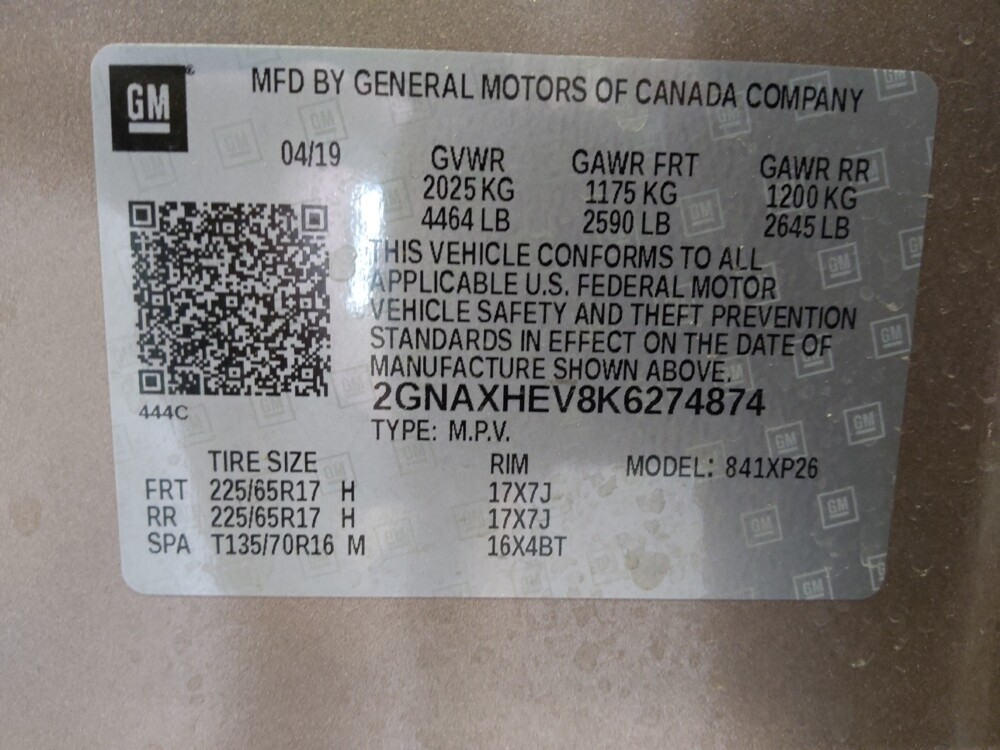 GM
MFD BY GENERAL MOTORS OF CANADA COMPANY
04/19 GVWR GAWR FRT GAWR RR
2025 KG 1175 KG 1200 KG
4464 LB 2590 LB 2645 LB
THIS VEHICLE CONFORMS TO ALL
APPLICABLE U.S. FEDERAL MOTOR
VEHICLE SAFETY AND THEFT PREVENTION
STANDARDS IN EFFECT ON THE DATE OF
MANUFACTURE SHOWN ABOVE.
444C
2GNAXHEV8K6274874
TYPE: M.P.V.
TIRE SIZE RIM MODEL: 841XP26
FRT 225/65R17 H 17X7J
RR 225/65R17 H 17X7J
SPA T135/70R16 M 16X4BT